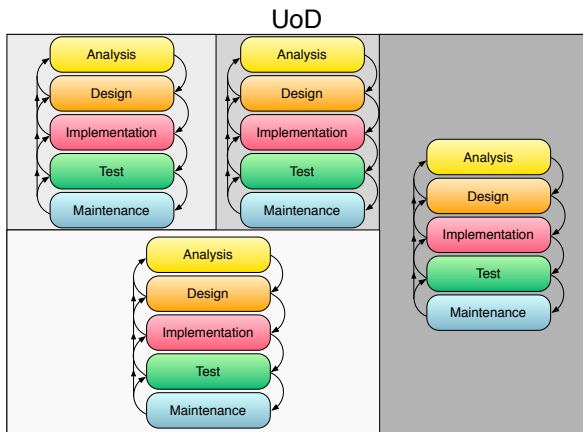 UoD
Analysis
Design
Implementation
Test
Maintenance
Analysis
Design
Implementation
Test
Maintenance
Analysis
Design
Implementation
Test
Maintenance
Analysis
Design
Implementation
Test
Maintenance